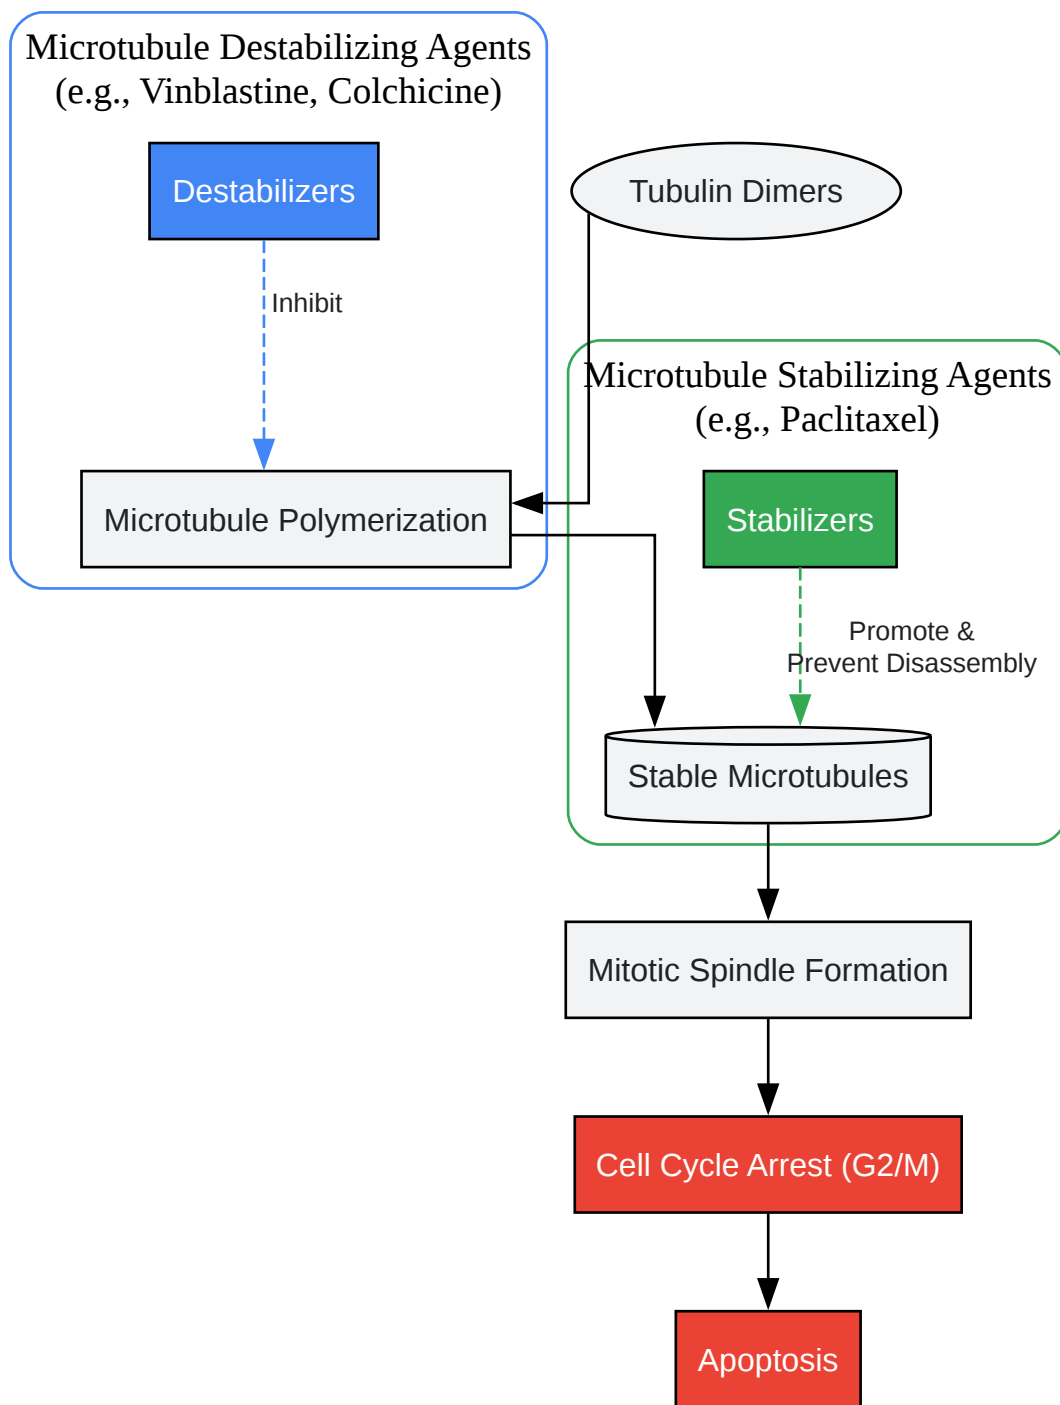 Microtubule Destabilizing Agents
(e.g., Vinblastine, Colchicine)
Destabilizers
Tubulin Dimers
Inhibit
Microtubule Stabilizing Agents
(e.g., Paclitaxel)
Microtubule Polymerization
Stabilizers
Promote &
Prevent Disassembly
Stable Microtubules
Mitotic Spindle Formation
Cell Cycle Arrest (G2/M)
Apoptosis